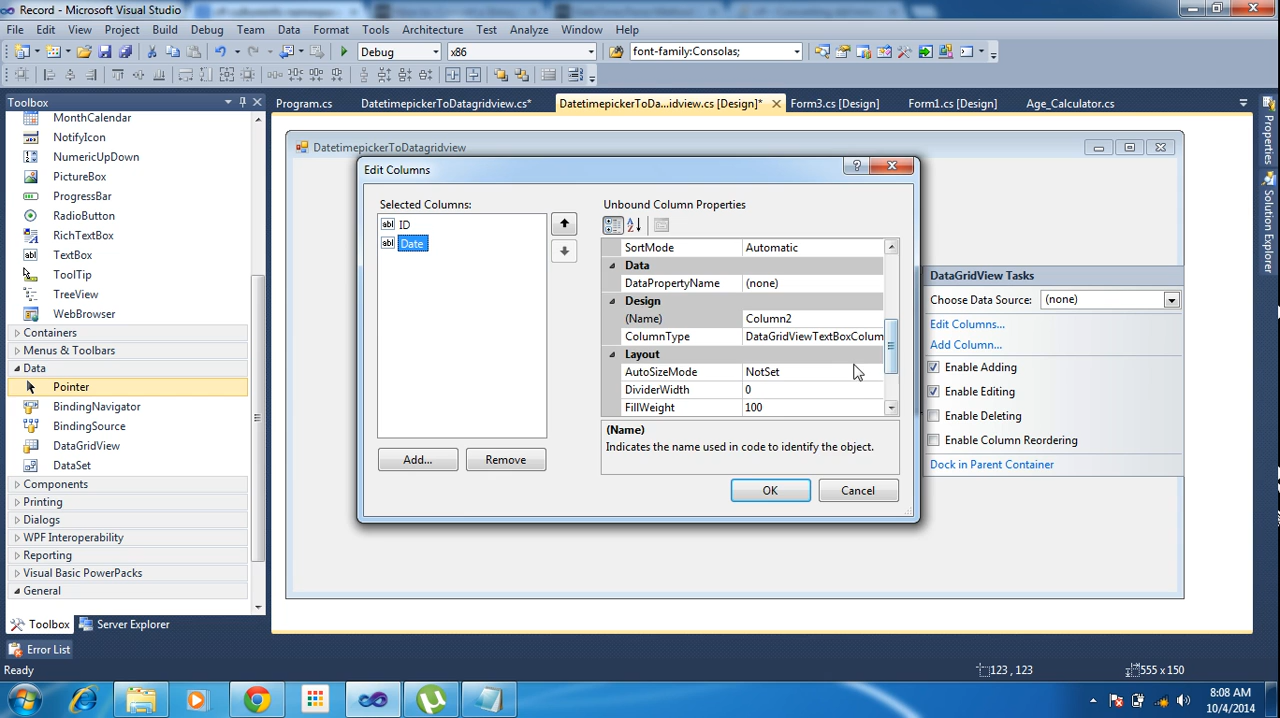 Record - Microsoft Visual Studio
File Edit View Project Build Debug Team Data Format Tools Architecture Test Analyze Window Help
Debug x86 font-family:Consolas;
Toolbox
Program.cs DatetimepickerToDatagridview.cs* DatetimepickerToDa...idview.cs [Design]* Form3.cs [Design] Form1.cs [Design] Age_Calculator.cs
MonthCalendar
NotifyIcon
NumericUpDown
PictureBox
ProgressBar
RadioButton
RichTextBox
TextBox
ToolTip
TreeView
WebBrowser
Containers
Menus & Toolbars
Data
Pointer
BindingNavigator
BindingSource
DataGridView
DataSet
Components
Printing
Dialogs
WPF Interoperability
Reporting
Visual Basic PowerPacks
General
Toolbox Server Explorer
DatetimepickerToDatagridview
Edit Columns
Selected Columns:
abl ID
abl Date
Add... Remove
Unbound Column Properties
SortMode Automatic
Data
DataPropertyName (none)
Design
(Name) Column2
ColumnType DataGridViewTextBoxColum
Layout
AutoSizeMode NotSet
DividerWidth 0
FillWeight 100
(Name)
Indicates the name used in code to identify the object.
OK Cancel
DataGridView Tasks
Choose Data Source: (none)
Edit Columns...
Add Column...
Enable Adding
Enable Editing
Enable Deleting
Enable Column Reordering
Dock in Parent Container
Properties
Solution Explorer
Error List
Ready 123 , 123 555 x 150
8:08 AM
10/4/2014